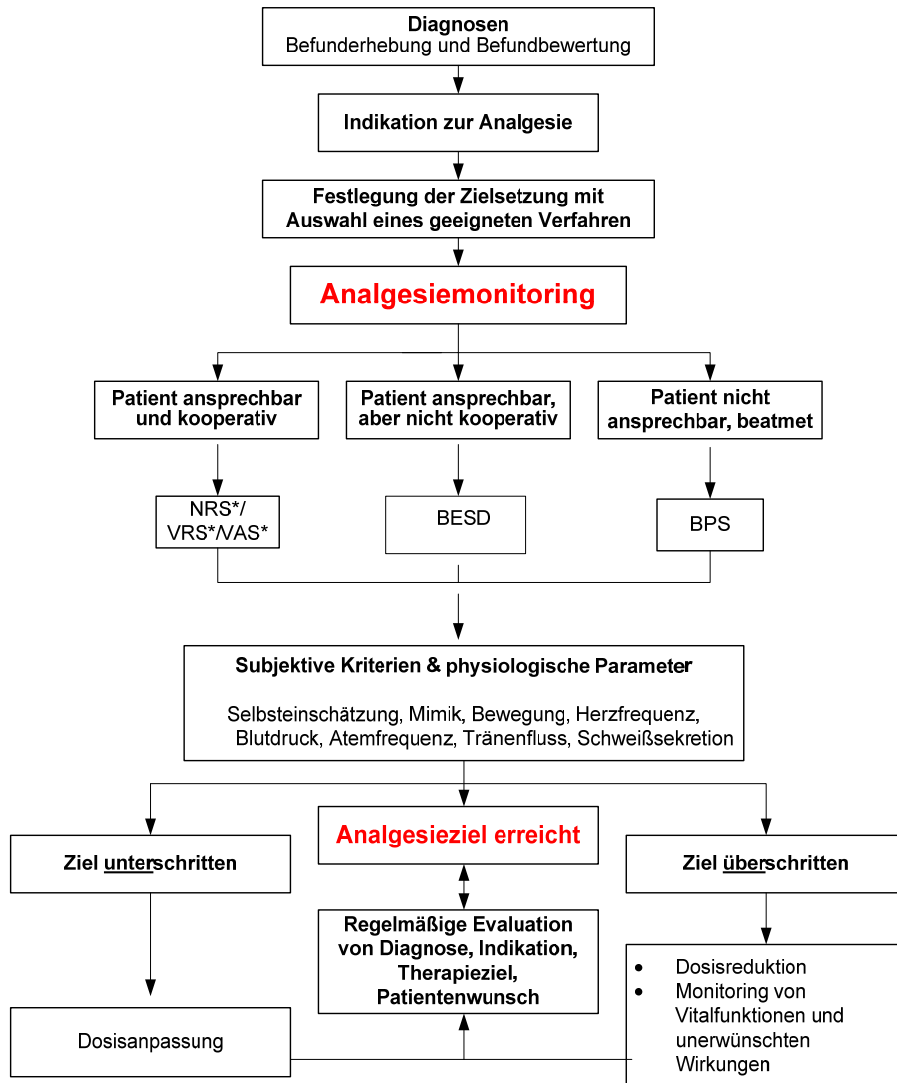 Diagnosen
Befunderhebung und Befundbewertung
Indikation zur Analgesie
Festlegung der Zielsetzung mit
Auswahl eines geeigneten Verfahren
Analgesiemonitoring
Patient ansprechbar
und kooperativ
Patient ansprechbar,
aber nicht kooperativ
Patient nicht
ansprechbar, beatmet
NRS*/
VRS*/VAS*
BESD
BPS
Subjektive Kriterien & physiologische Parameter
Selbsteinschätzung, Mimik, Bewegung, Herzfrequenz,
Blutdruck, Atemfrequenz, Tränenfluss, Schweißsekretion
Ziel unterschritten
Analgesieziel erreicht
Ziel überschritten
Regelmäßige Evaluation
von Diagnose, Indikation,
Therapieziel,
Patientenwunsch
Dosisanpassung
• Dosisreduktion
• Monitoring von
Vitalfunktionen und
unerwünschten
Wirkungen